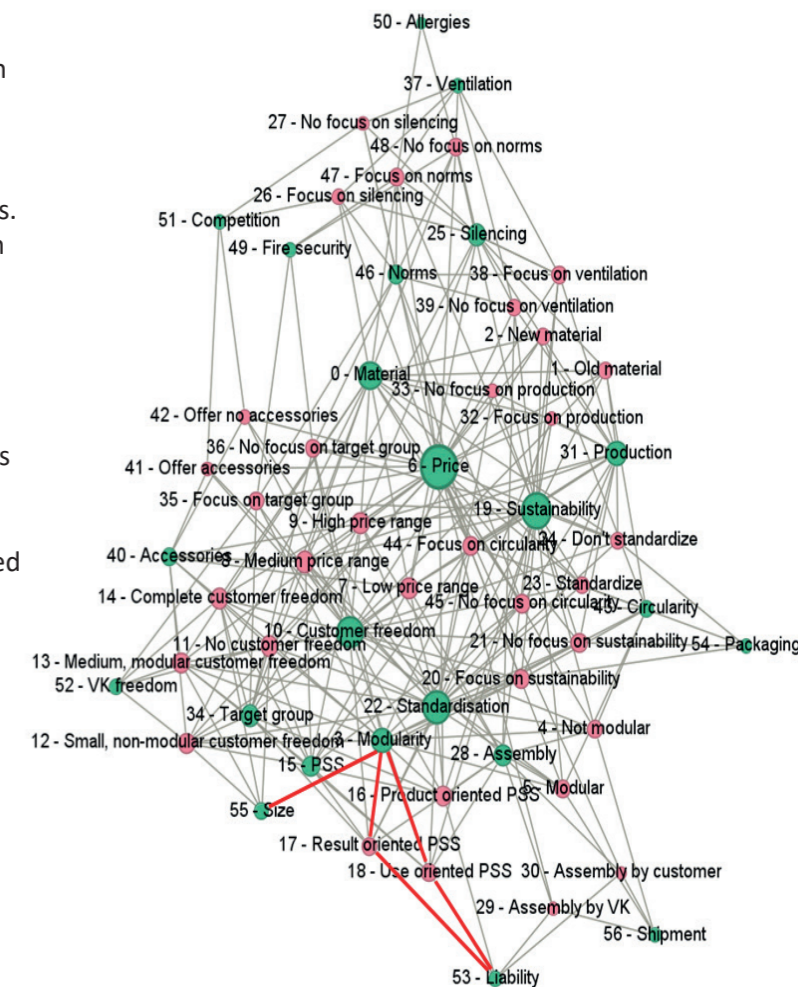 50 - Allergies
n
37 - Ventilation
27 - No focus on silencing
48 - No focus on norms
47 - Focus on norms
26 - Focus on silencing
s.
51 - Competition
25 - Silencing
n
49 - Fire security
46 - Norms
38 - Focus on ventilation
39 - No focus on ventilation
2 - New material
0 - Material
1 - Old material
33 - No focus on production
42 - Offer no accessories
32 - Focus on production
36 - No focus on target group
s
31 - Production
41 - Offer accessories
6 - Price
35 - Focus on target group
19 - Sustainability
9 - High price range
44 - Focus on circularity
34 - Don't standardize
ed
40 - Accessories
8 - Medium price range
7 - Low price range
23 - Standardize
14 - Complete customer freedom
45 - No focus on circularity
43 - Circularity
10 - Customer freedom
11 - No customer freedom
21 - No focus on sustainability
54 - Packaging
13 - Medium, modular customer freedom
52 - VK freedom
20 - Focus on sustainability
22 - Standardisation
34 - Target group
4 - Not modular
12 - Small, non-modular customer freedom
3 - Modularity
28 - Assembly
15 - PSS
5 - Modular
16 - Product oriented PSS
55 - Size
17 - Result oriented PSS
18 - Use oriented PSS
30 - Assembly by customer
29 - Assembly by VK
56 - Shipment
53 - Liability